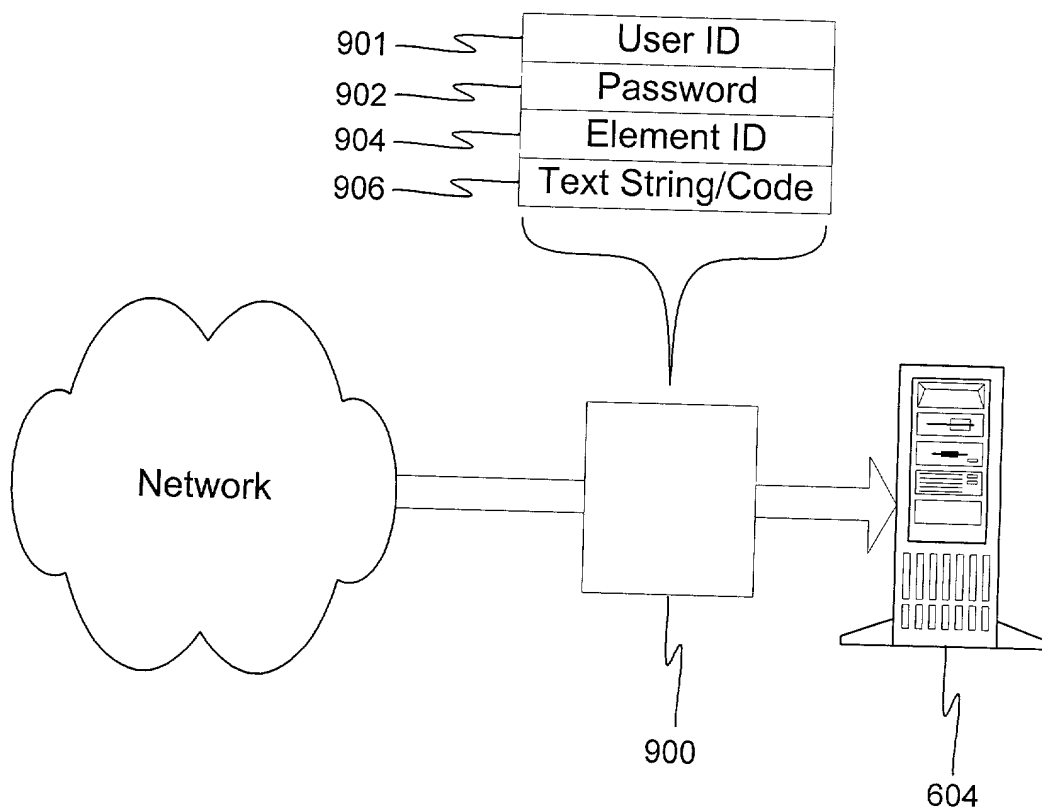 901 User ID
902 Password
904 Element ID
906 Text String/Code
Network
900
604